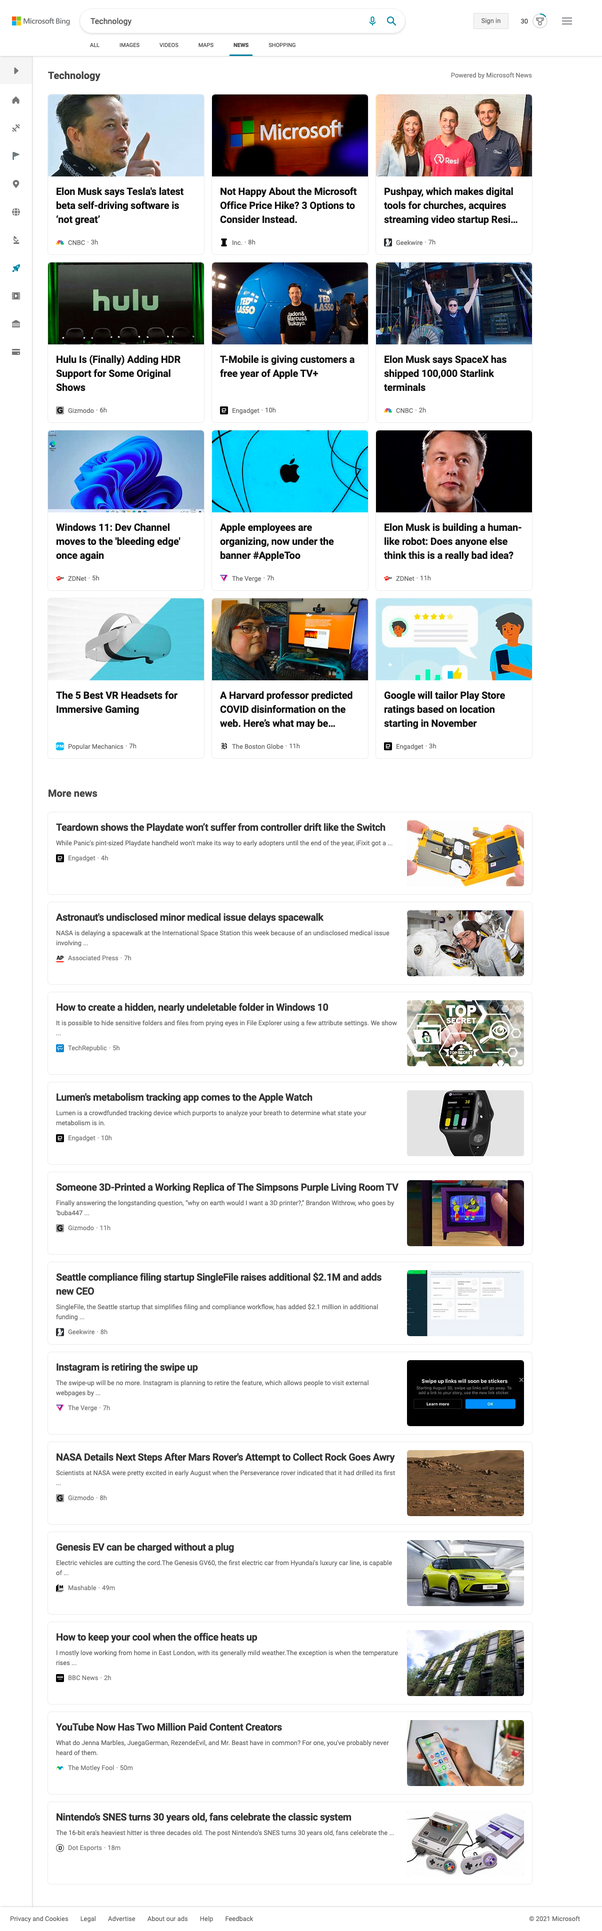 Microsoft Bing
Technology
Sign in
30
ALL IMAGES VIDEOS MAPS NEWS SHOPPING
Technology
Powered by Microsoft News
Microsoft
Resi
Elon Musk says Tesla's latest
beta self-driving software is
'not great'
CNBC · 3h
Not Happy About the Microsoft
Office Price Hike? 3 Options to
Consider Instead.
Inc. · 8h
Pushpay, which makes digital
tools for churches, acquires
streaming video startup Resi...
Geekwire · 7h
hulu
TED LASSO
TED LASSO
Jadon&
Marcus&
Bukayo.
Hulu Is (Finally) Adding HDR
Support for Some Original
Shows
Gizmodo · 6h
T-Mobile is giving customers a
free year of Apple TV+
Engadget · 10h
Elon Musk says SpaceX has
shipped 100,000 Starlink
terminals
CNBC · 2h
Windows 11: Dev Channel
moves to the 'bleeding edge'
once again
ZDNet · 5h
Apple employees are
organizing, now under the
banner #AppleToo
The Verge · 7h
Elon Musk is building a human-
like robot: Does anyone else
think this is a really bad idea?
ZDNet · 11h
The 5 Best VR Headsets for
Immersive Gaming
Popular Mechanics · 7h
A Harvard professor predicted
COVID disinformation on the
web. Here's what may be...
The Boston Globe · 11h
Google will tailor Play Store
ratings based on location
starting in November
Engadget · 3h
More news
Teardown shows the Playdate won't suffer from controller drift like the Switch
While Panic's pint-sized Playdate handheld won't make its way to early adopters until the end of the year, iFixit got a ...
Engadget · 4h
Astronaut's undisclosed minor medical issue delays spacewalk
NASA is delaying a spacewalk at the International Space Station this week because of an undisclosed medical issue
involving ...
AP Associated Press · 7h
How to create a hidden, nearly undeletable folder in Windows 10
It is possible to hide sensitive folders and files from prying eyes in File Explorer using a few attribute settings. We show
...
TechRepublic · 5h
TOP
SECRET
TOP SECRET
Lumen's metabolism tracking app comes to the Apple Watch
Lumen is a crowdfunded tracking device which purports to analyze your breath to determine what state your
metabolism is in.
Engadget · 10h
Someone 3D-Printed a Working Replica of The Simpsons Purple Living Room TV
Finally answering the longstanding question, "why on earth would I want a 3D printer?," Brandon Withrow, who goes by
'buba447 ...
Gizmodo · 11h
Seattle compliance filing startup SingleFile raises additional $2.1M and adds
new CEO
SingleFile, the Seattle startup that simplifies filing and compliance workflow, has added $2.1 million in additional
funding ...
Geekwire · 8h
Instagram is retiring the swipe up
The swipe-up will be no more. Instagram is planning to retire the feature, which allows people to visit external
webpages by ...
The Verge · 7h
Swipe up links will soon be stickers
Starting August 30, swipe up links will go away. To
add a link to your story, use the new link sticker.
Learn more
OK
NASA Details Next Steps After Mars Rover's Attempt to Collect Rock Goes Awry
Scientists at NASA were pretty excited in early August when the Perseverance rover indicated that it had drilled its first
...
Gizmodo · 8h
Genesis EV can be charged without a plug
Electric vehicles are cutting the cord.The Genesis GV60, the first electric car from Hyundai's luxury car line, is capable
of ...
Mashable · 49m
How to keep your cool when the office heats up
I mostly love working from home in East London, with its generally mild weather.The exception is when the temperature
rises ...
BBC News · 2h
YouTube Now Has Two Million Paid Content Creators
What do Jenna Marbles, JuegaGerman, RezendeEvil, and Mr. Beast have in common? For one, you've probably never
heard of them.
The Motley Fool · 50m
Nintendo's SNES turns 30 years old, fans celebrate the classic system
The 16-bit era's heaviest hitter is three decades old. The post Nintendo's SNES turns 30 years old, fans celebrate the ...
Dot Esports · 18m
Privacy and Cookies Legal Advertise About our ads Help Feedback
© 2021 Microsoft